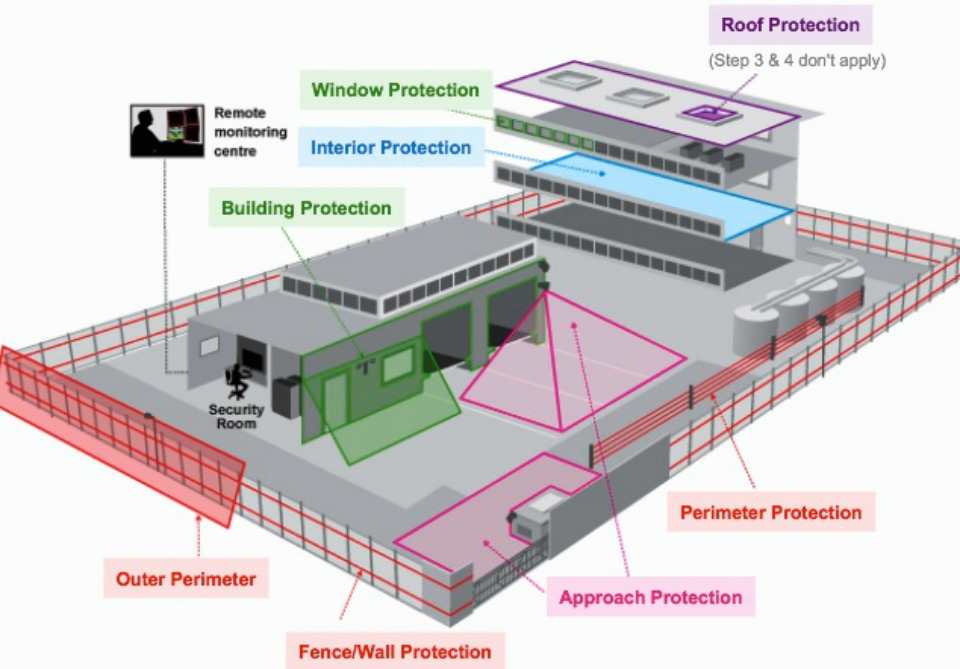 Roof Protection
(Step 3 & 4 don't apply)
Window Protection
Remote
monitoring
centre
Interior Protection
Building Protection
Security
Room
Perimeter Protection
Outer Perimeter
Approach Protection
Fence/Wall Protection